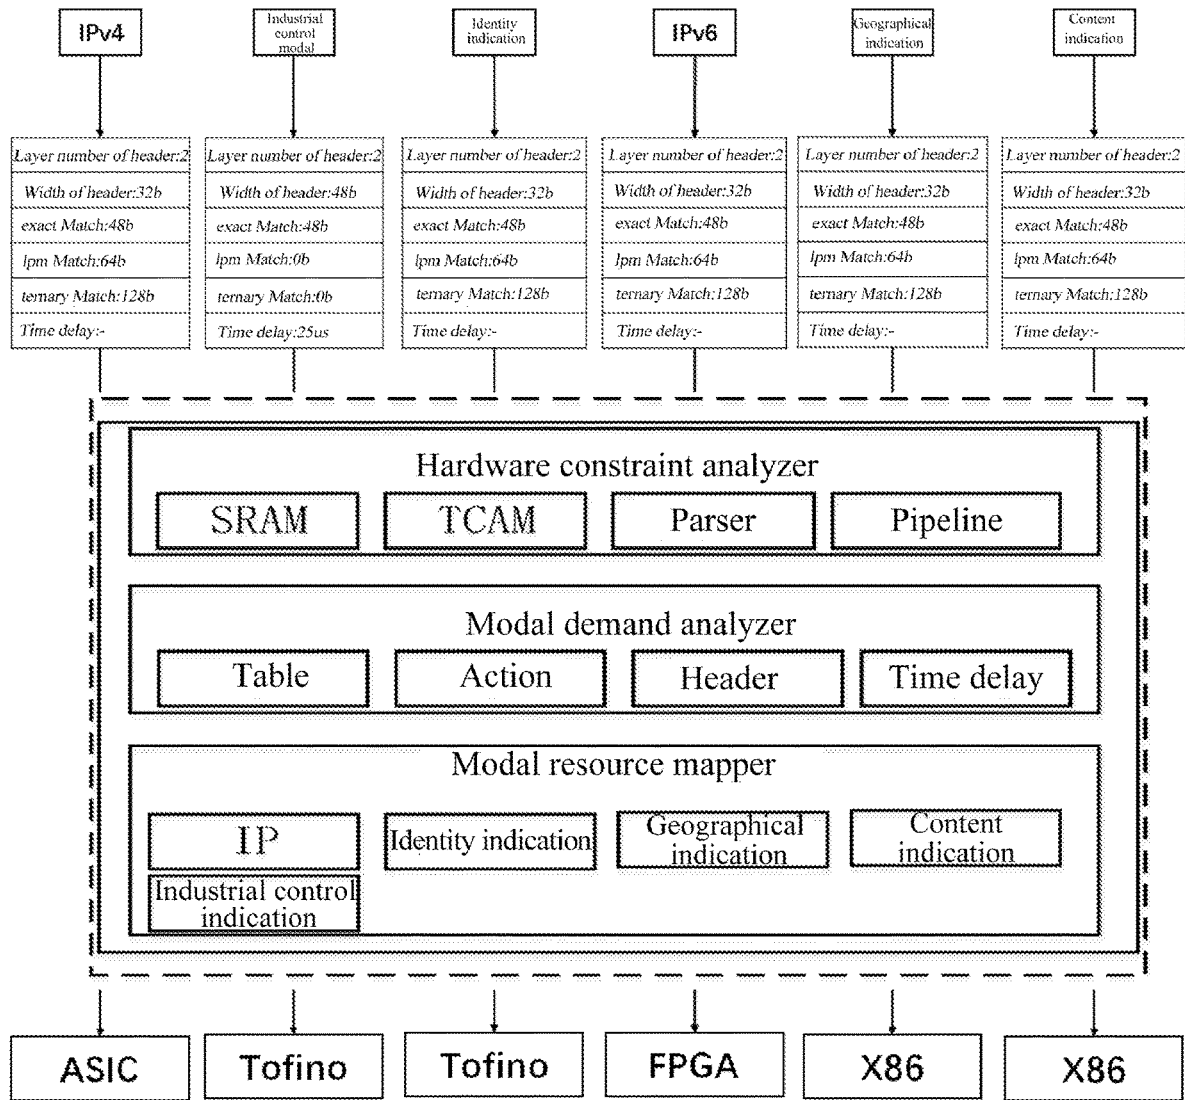 IPv4
Industrial
control
modal
Identity
indication
IPv6
Geographical
indication
Content
indication
Layer number of header:2
Width of header:32b
exact Match:48b
lpm Match:64b
ternary Match:128b
Time delay:-
Layer number of header:2
Width of header:48b
exact Match:48b
lpm Match:0b
ternary Match:0b
Time delay:25us
Layer number of header:2
Width of header:32b
exact Match:48b
lpm Match:64b
ternary Match:128b
Time delay:-
Layer number of header:2
Width of header:32b
exact Match:48b
lpm Match:64b
ternary Match:128b
Time delay:-
Layer number of header:2
Width of header:32b
exact Match:48b
lpm Match:64b
ternary Match:128b
Time delay:-
Layer number of header:2
Width of header:32b
exact Match:48b
lpm Match:64b
ternary Match:128b
Time delay:-
Hardware constraint analyzer
SRAM
TCAM
Parser
Pipeline
Modal demand analyzer
Table
Action
Header
Time delay
Modal resource mapper
IP
Identity indication
Geographical
indication
Content
indication
Industrial control
indication
ASIC
Tofino
Tofino
FPGA
X86
X86